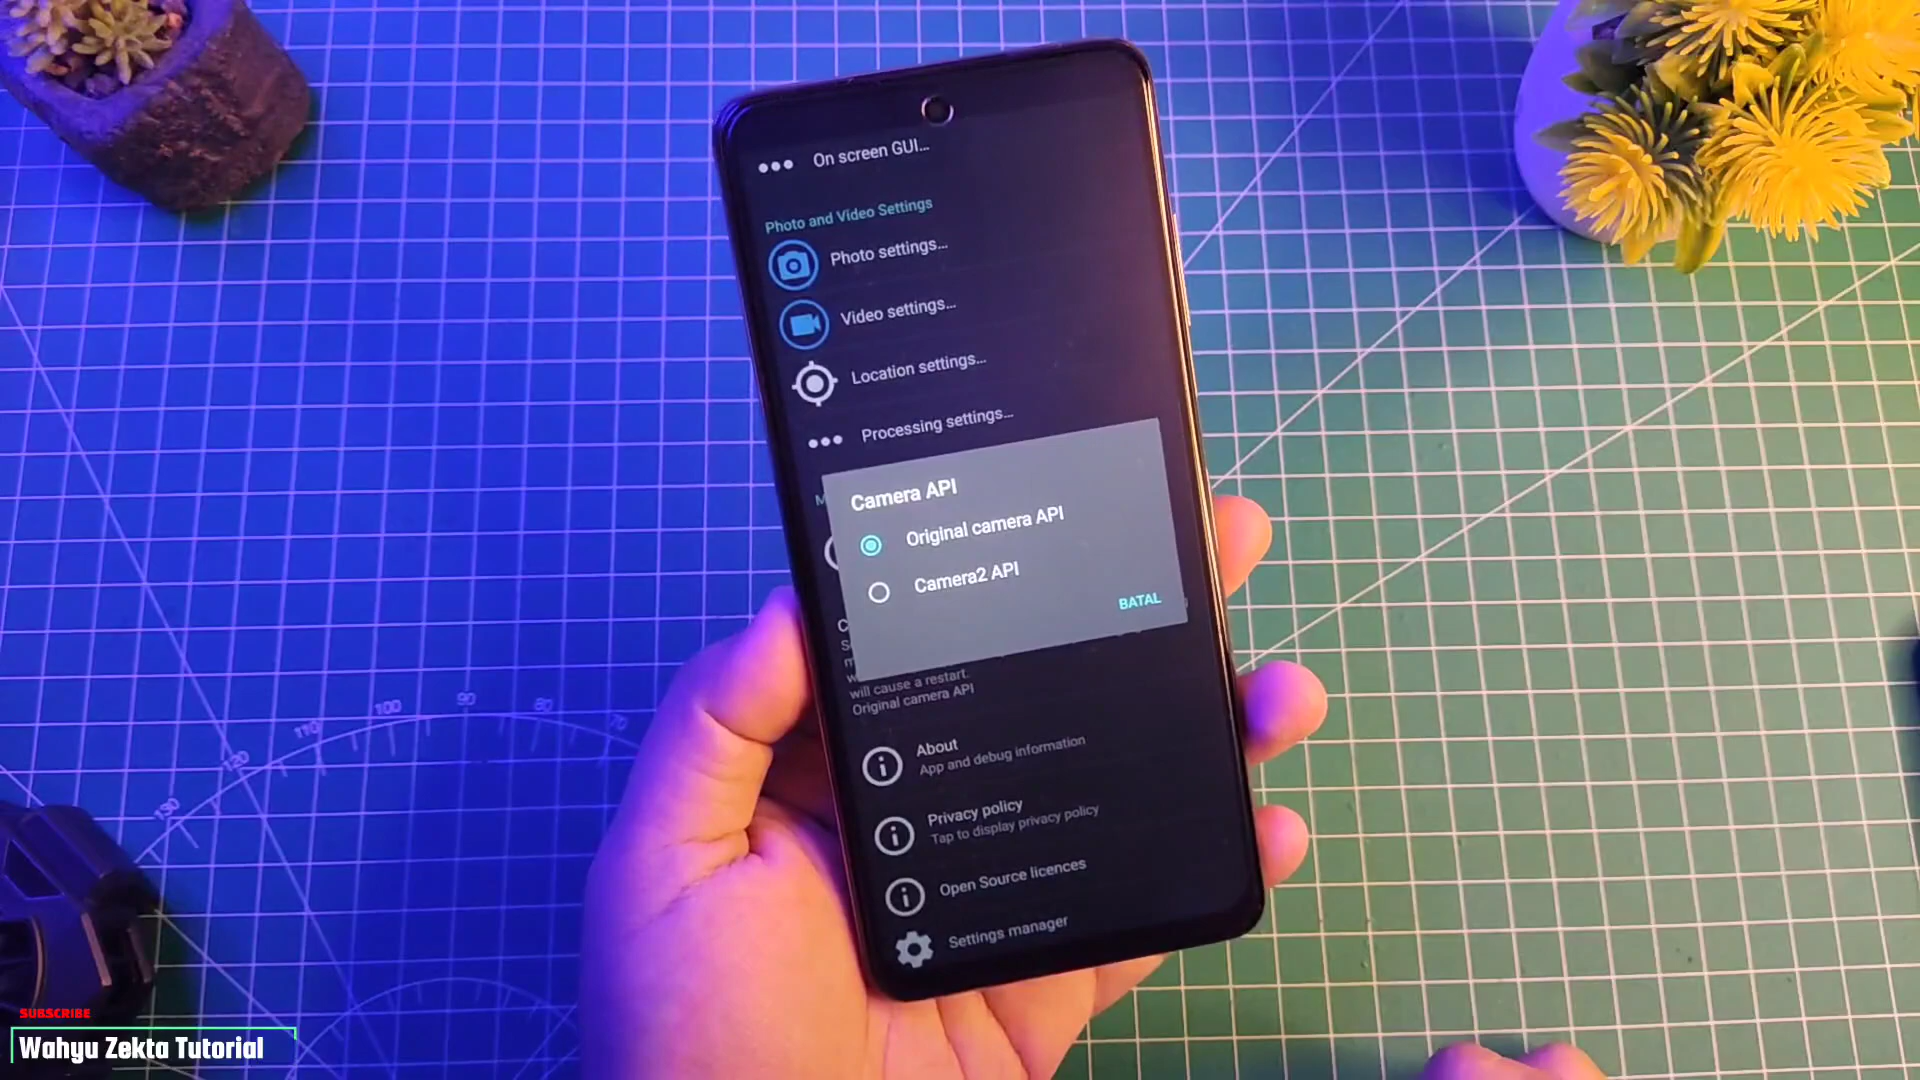 On screen GUI...
Photo and Video Settings
Photo settings...
Video settings...
Location settings...
Processing settings...
M
Camera API
Original camera API
Camera2 API
BATAL
C
S
m
w
will cause a restart.
Original camera API
About
App and debug information
Privacy policy
Tap to display privacy policy
Open Source licences
Settings manager
130
120
110
100
90
80
70
SUBSCRIBE
Wahyu Zekta Tutorial